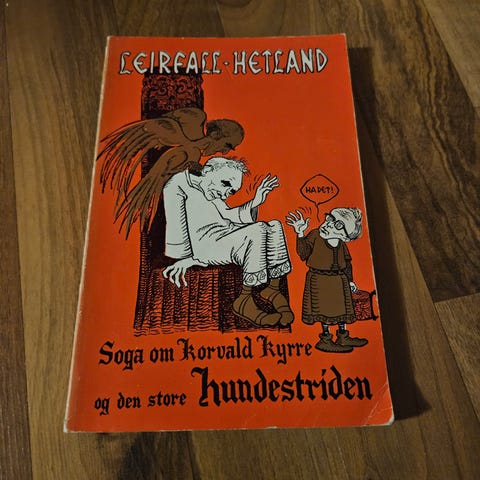 LEIRFALL · HETLAND
HA DET!
Soga om Korvald Kyrre
og den store hundestriden